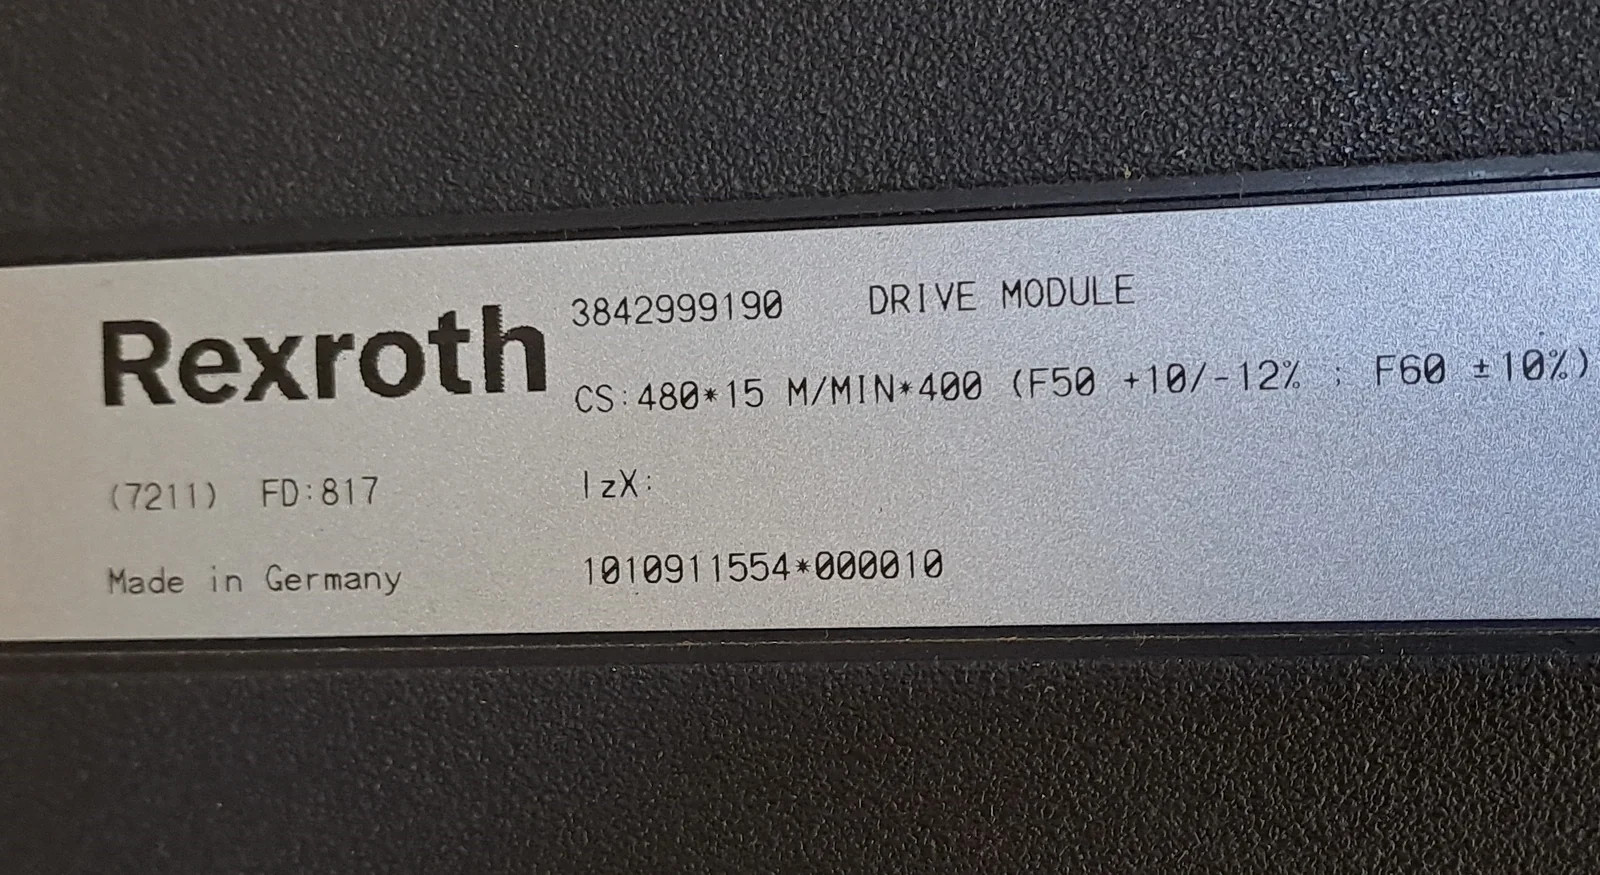 Rexroth
3842999190 DRIVE MODULE
CS:480*15 M/MIN*400 (F50 +10/-12% ; F60 ±10%)
(7211) FD:817
IzX:
Made in Germany
1010911554*000010